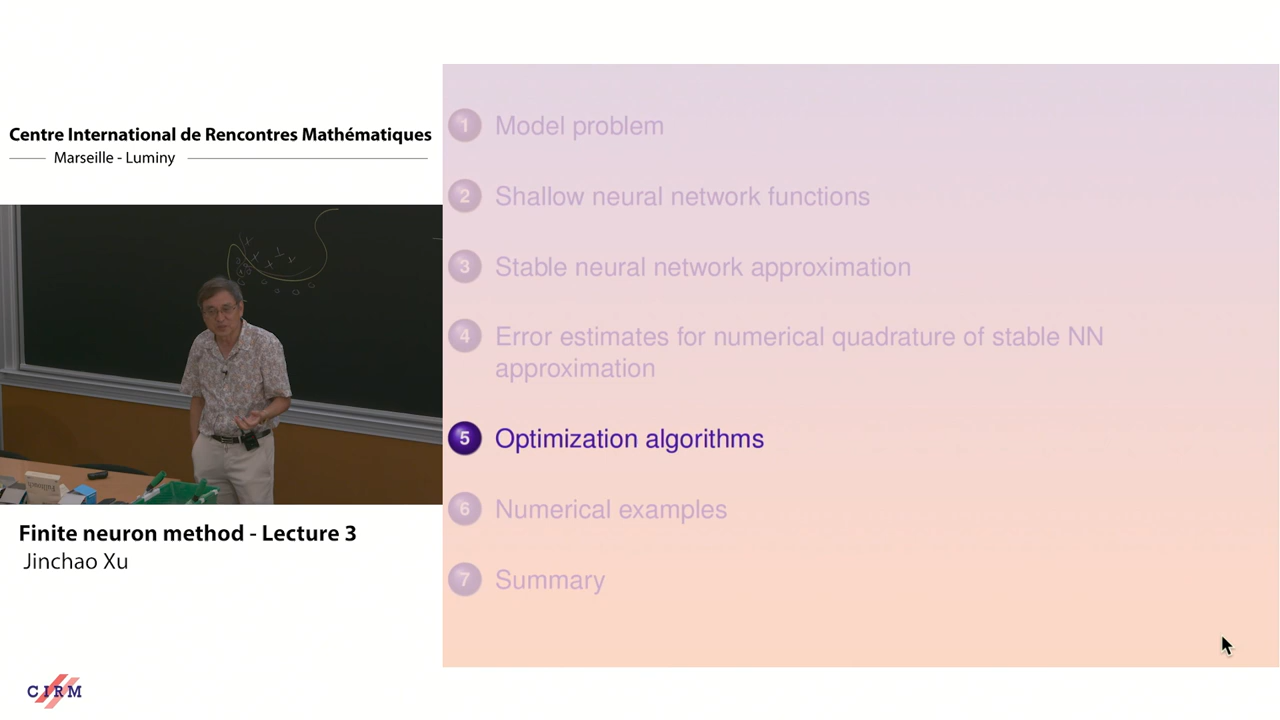 Centre International de Rencontres Mathématiques
Marseille - Luminy
Finite neuron method - Lecture 3
Jinchao Xu
CIRM
1 Model problem
2 Shallow neural network functions
3 Stable neural network approximation
4 Error estimates for numerical quadrature of stable NN
approximation
5 Optimization algorithms
6 Numerical examples
7 Summary